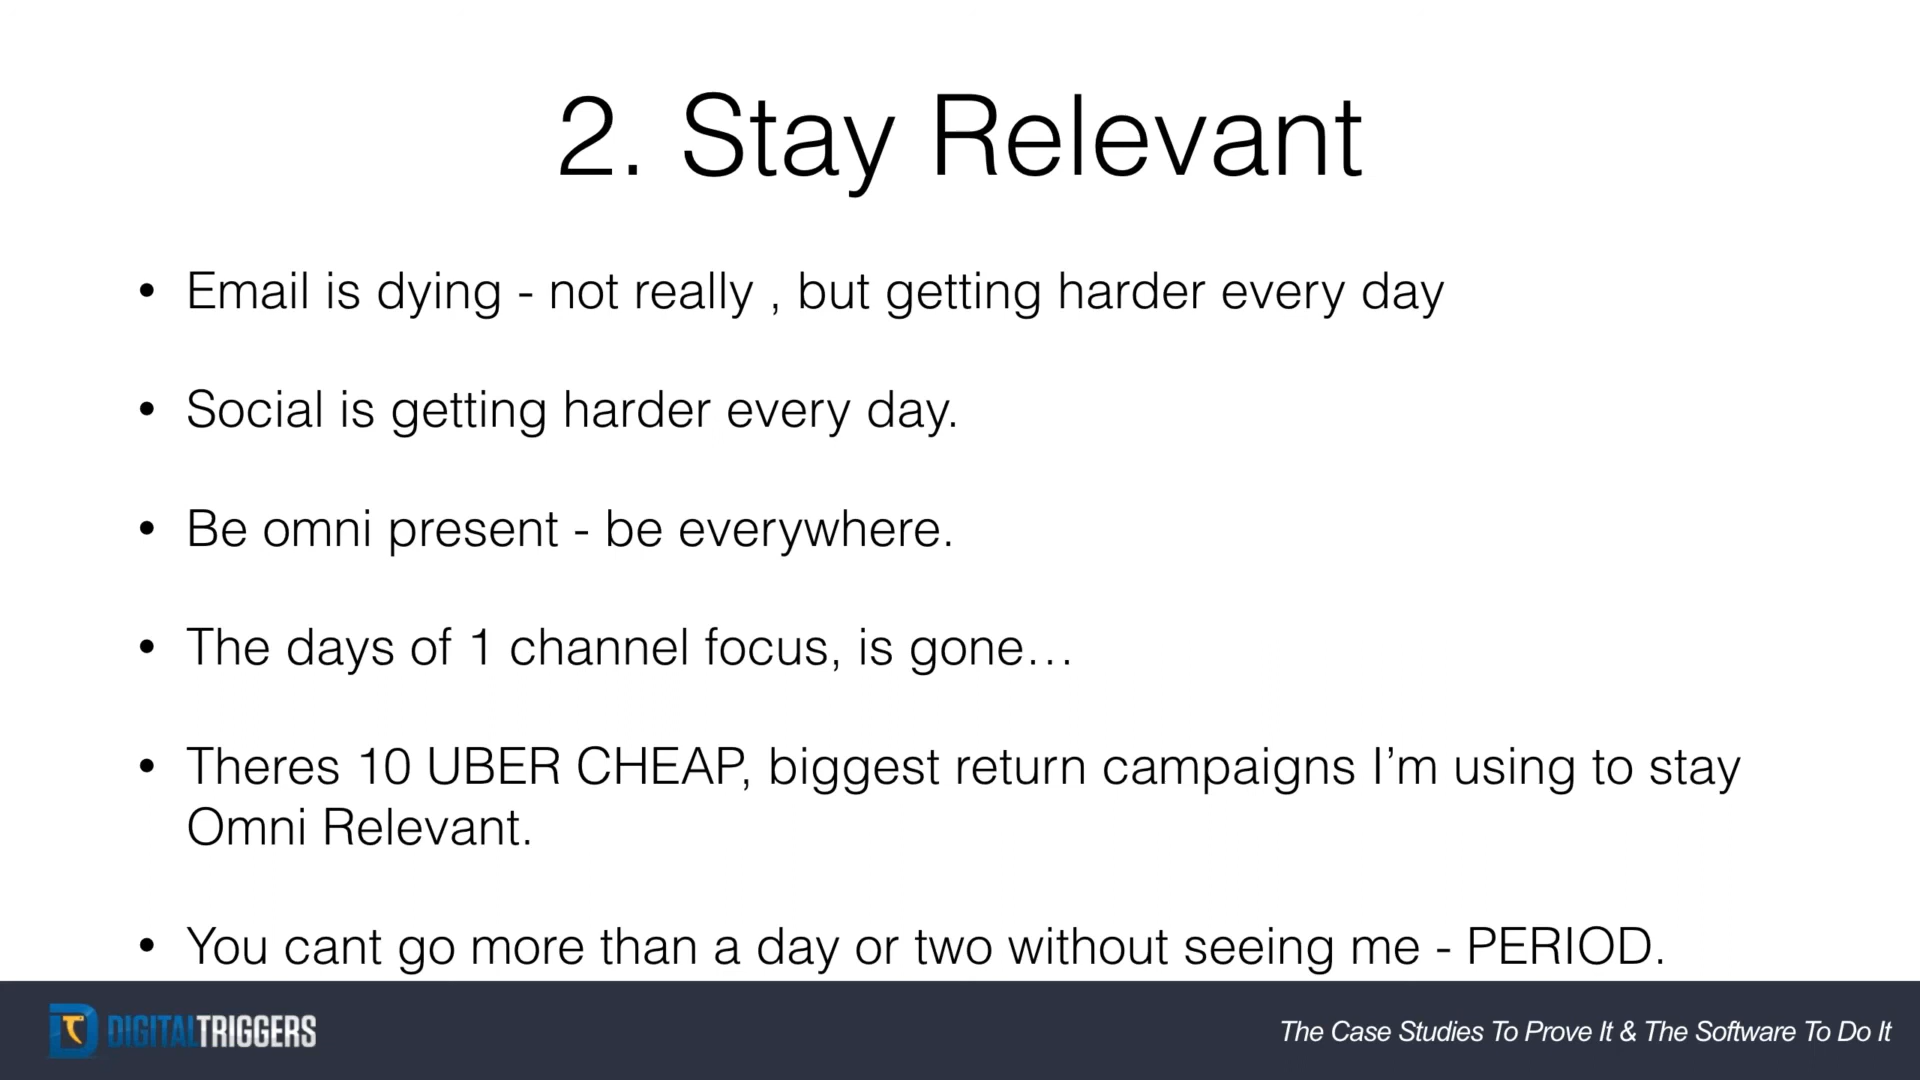 2. Stay Relevant
• Email is dying - not really , but getting harder every day
• Social is getting harder every day.
• Be omni present - be everywhere.
• The days of 1 channel focus, is gone…
• Theres 10 UBER CHEAP, biggest return campaigns I’m using to stay
Omni Relevant.
• You cant go more than a day or two without seeing me - PERIOD.
DIGITALTRIGGERS
The Case Studies To Prove It & The Software To Do It